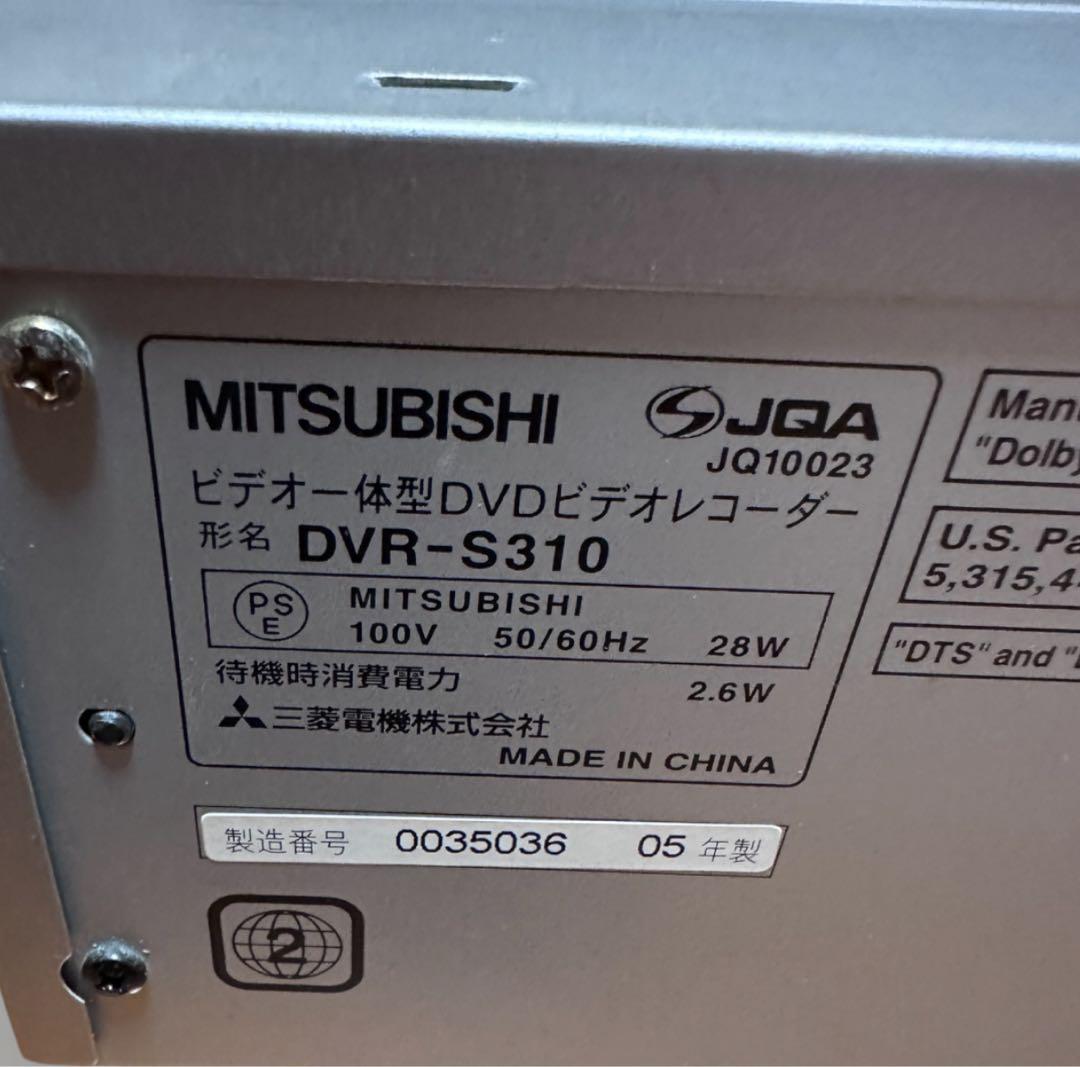 MITSUBISHI
JQA
JQ10023
ビデオ一体型DVDビデオレコーダー
形名 DVR-S310
PSE
MITSUBISHI
100V 50/60Hz 28W
待機時消費電力 2.6W
三菱電機株式会社
MADE IN CHINA
製造番号 0035036 05 年製
2
"Dolby
U.S.
5,315,4
"DTS" and "